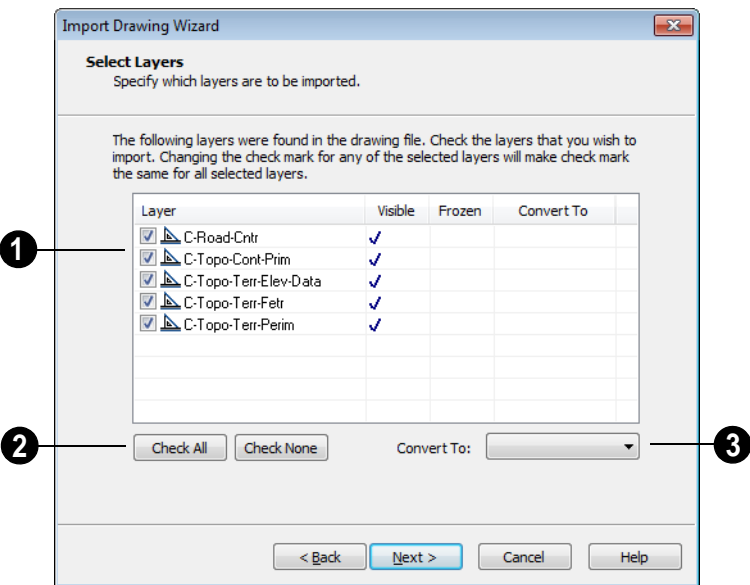 Import Drawing Wizard
Select Layers
Specify which layers are to be imported.
The following layers were found in the drawing file. Check the layers that you wish to
import. Changing the check mark for any of the selected layers will make check mark
the same for all selected layers.
Layer Visible Frozen Convert To
1 C-Road-Cntr
C-Topo-Cont-Prim
C-Topo-Terr-Elev-Data
C-Topo-Terr-Fetr
C-Topo-Terr-Perim
2 Check All Check None Convert To: 3
< Back Next > Cancel Help